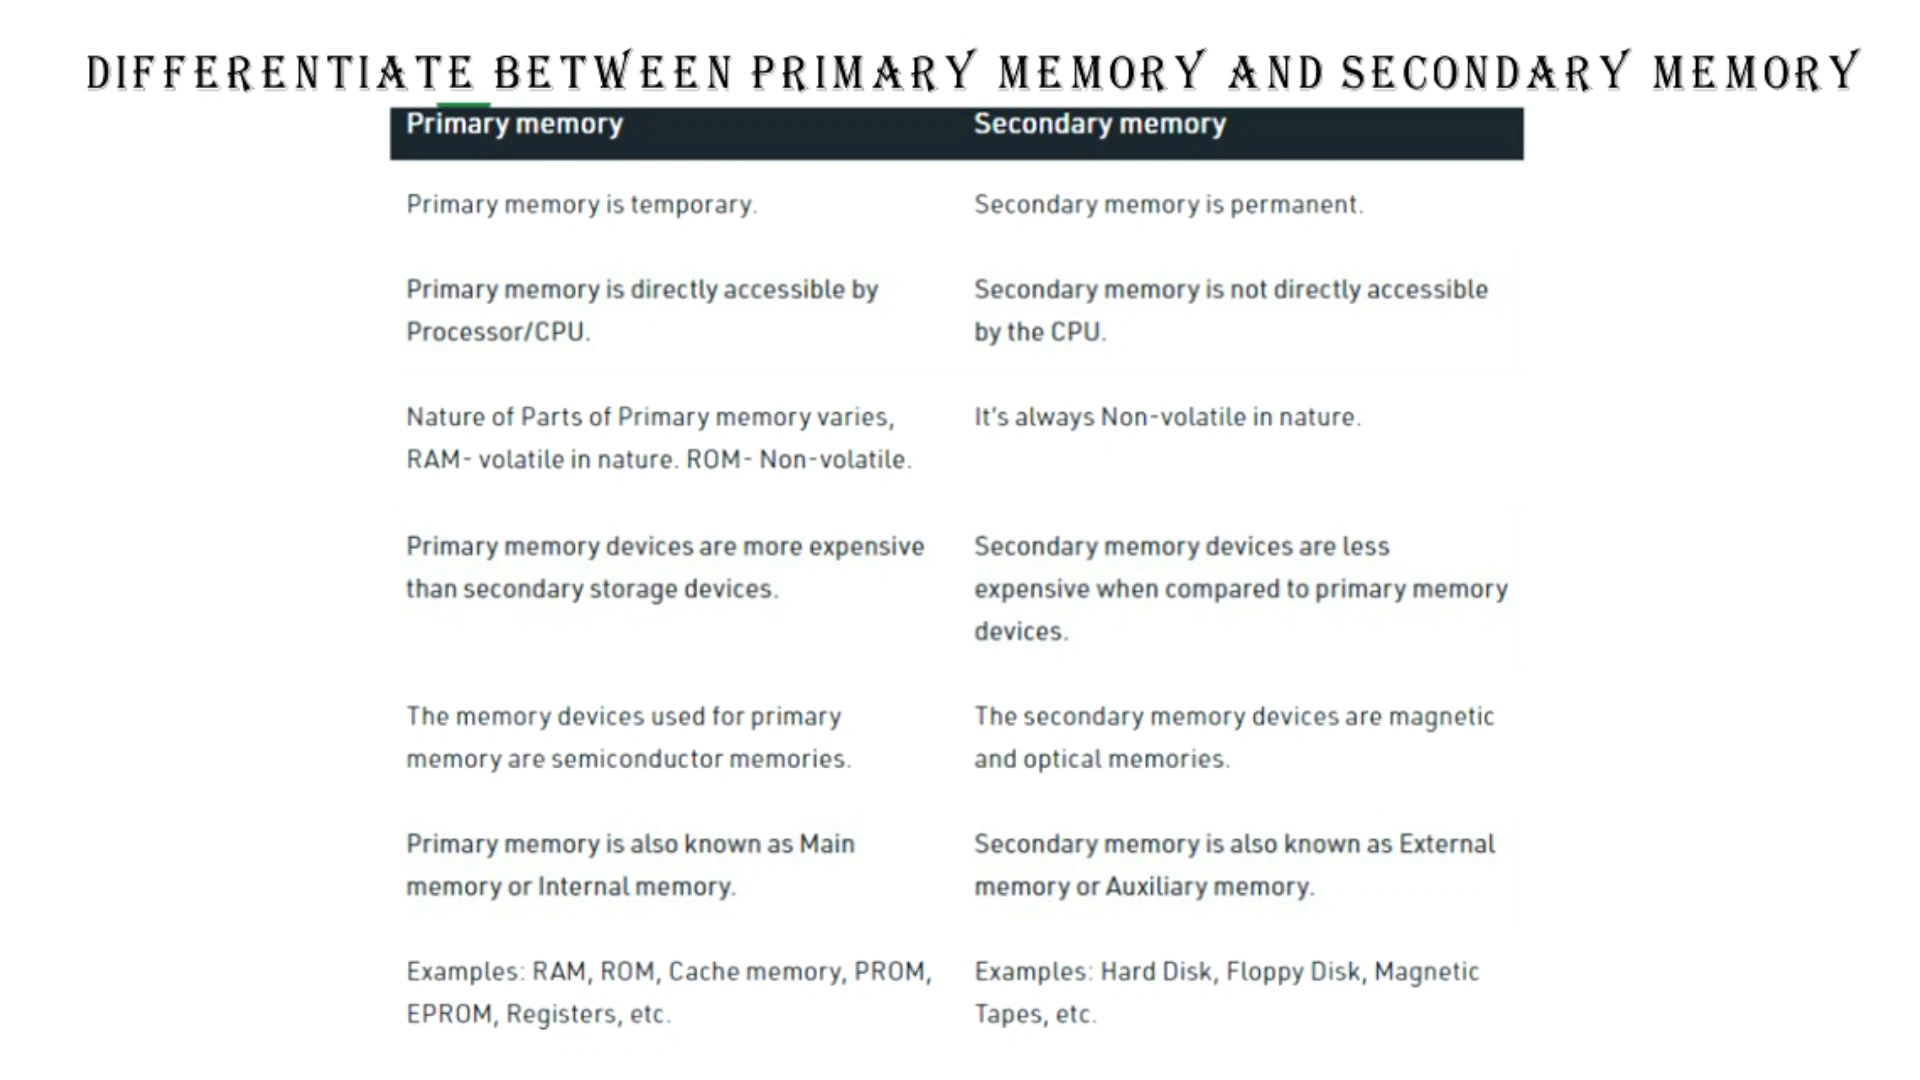 DIFFERENTIATE BETWEEN PRIMARY MEMORY AND SECONDARY MEMORY
Primary memory
Secondary memory
Primary memory is temporary.
Secondary memory is permanent.
Primary memory is directly accessible by
Processor/CPU.
Secondary memory is not directly accessible
by the CPU.
Nature of Parts of Primary memory varies,
RAM- volatile in nature. ROM- Non-volatile.
It's always Non-volatile in nature.
Primary memory devices are more expensive
than secondary storage devices.
Secondary memory devices are less
expensive when compared to primary memory
devices.
The memory devices used for primary
memory are semiconductor memories.
The secondary memory devices are magnetic
and optical memories.
Primary memory is also known as Main
memory or Internal memory.
Secondary memory is also known as External
memory or Auxiliary memory.
Examples: RAM, ROM, Cache memory, PROM,
EPROM, Registers, etc.
Examples: Hard Disk, Floppy Disk, Magnetic
Tapes, etc.